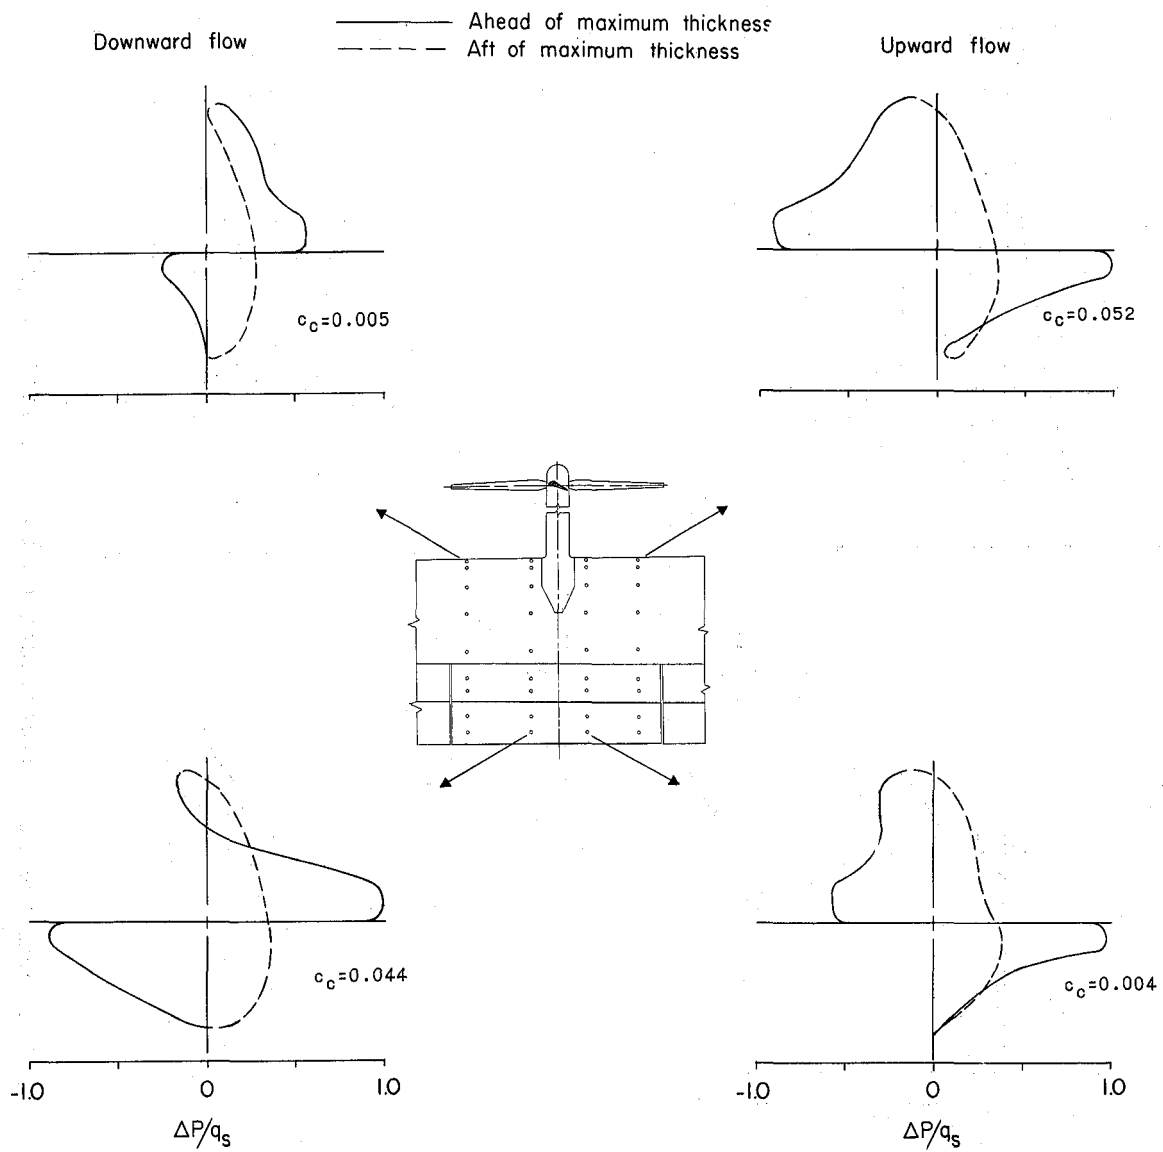 Ahead of maximum thickness
Downward flow
Aft of maximum thickness
Upward flow
c_c=0.005
c_c=0.052
c_c=0.044
c_c=0.004
-1.0 0 1.0
-1.0 0 1.0
ΔP/q_s
ΔP/q_s